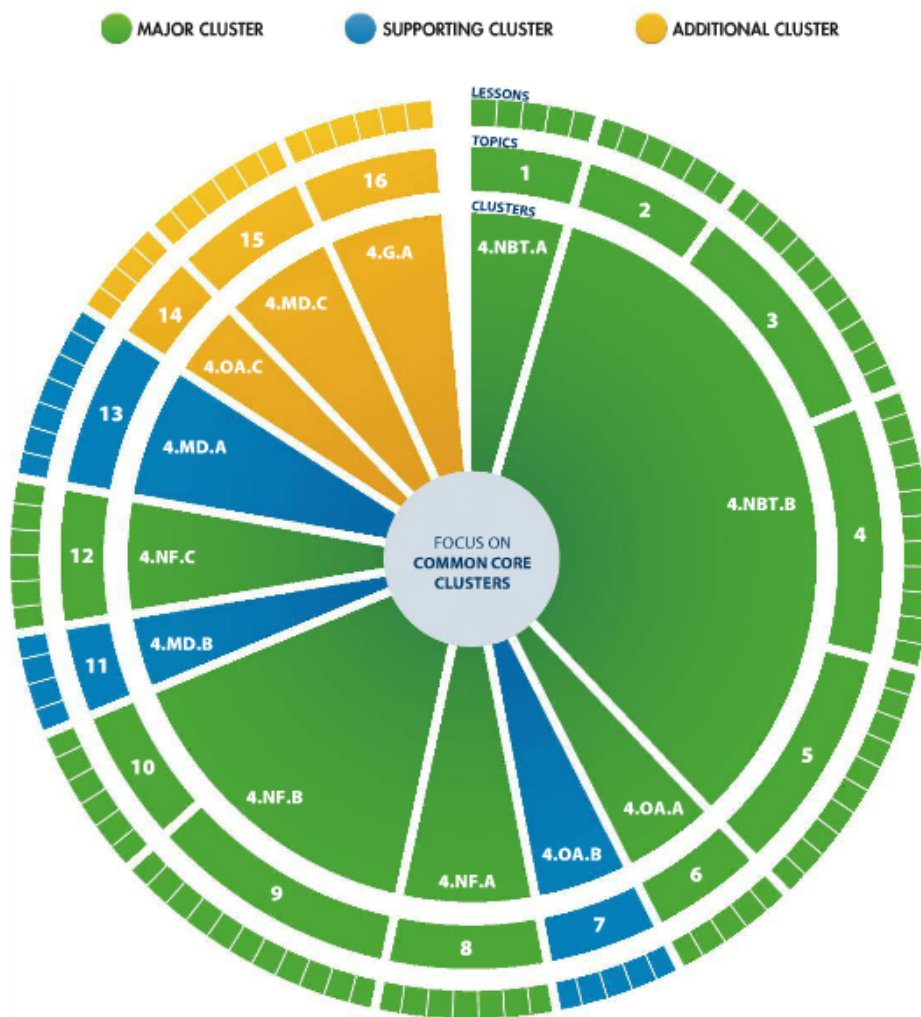 MAJOR CLUSTER
SUPPORTING CLUSTER
ADDITIONAL CLUSTER
LESSONS
TOPICS
CLUSTERS
1
2
3
4
5
6
7
8
9
10
11
12
13
14
15
16
4.NBT.A
4.NBT.B
4.OA.A
4.OA.B
4.NF.A
4.NF.B
4.MD.B
4.NF.C
4.MD.A
4.OA.C
4.MD.C
4.G.A
FOCUS ON
COMMON CORE
CLUSTERS